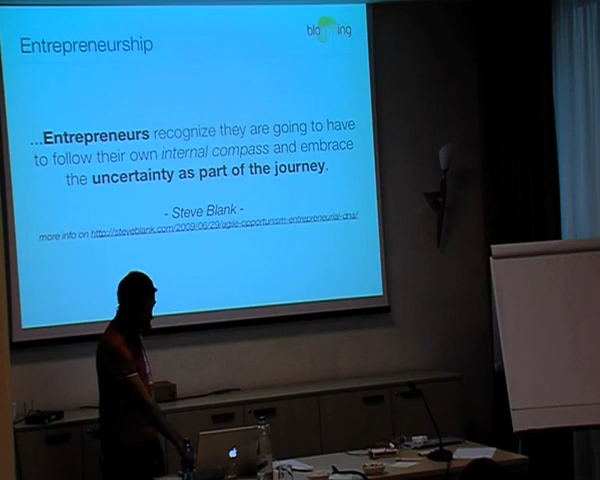 Entrepreneurship
...Entrepreneurs recognize they are going to have
to follow their own internal compass and embrace
the uncertainty as part of the journey.
- Steve Blank -
more info on http://steveblank.com/2009/06/29/agile-opportunism-entrepreneurial-dna/